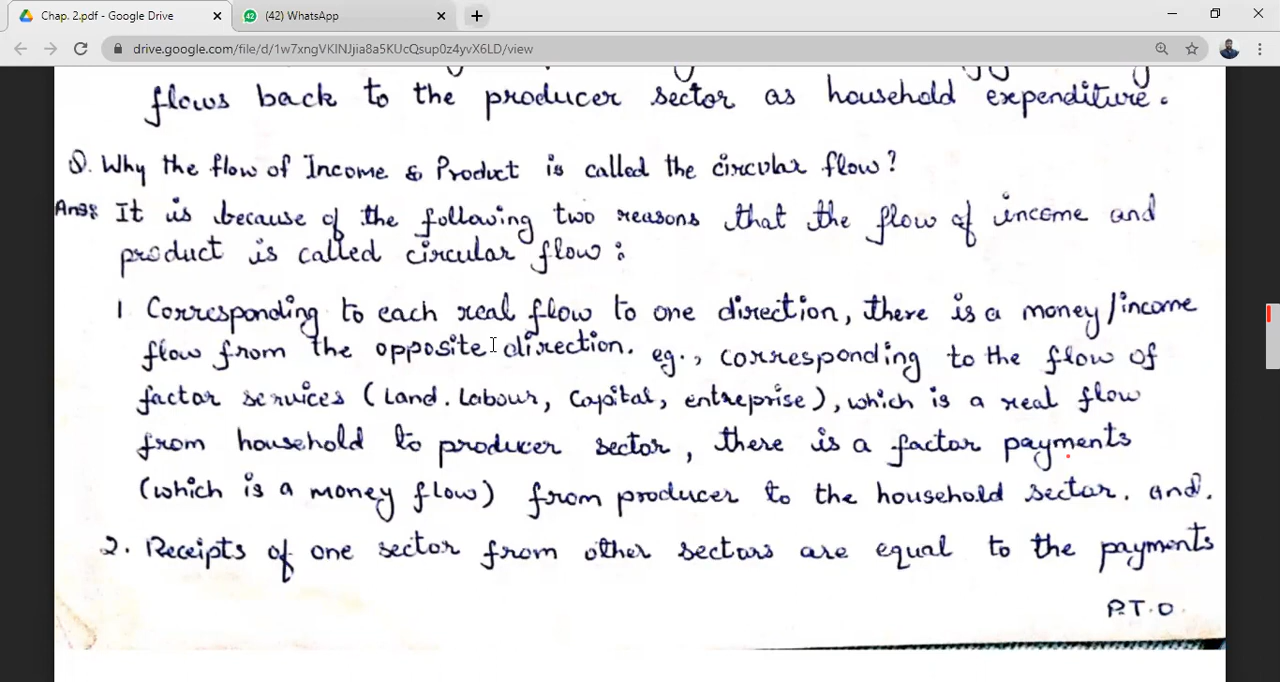 Chap. 2.pdf - Google Drive
(42) WhatsApp
drive.google.com/file/d/1w7xngVKlNJjia8a5KUcQsup0z4yvX6LD/view
flows back to the producer sector as household expenditure.
Q. Why the flow of Income & Product is called the circular flow?
Ans: It is because of the following two reasons that the flow of income and
product is called circular flow:
1 Corresponding to each real flow to one direction, there is a money/income
flow from the opposite direction. eg., corresponding to the flow of
factor services (Land. Labour, Capital, entreprise), which is a real flow
from household to producer sector, there is a factor payments
(which is a money flow) from producer to the household sector. and.
2. Receipts of one sector from other sectors are equal to the payments
P.T.O.